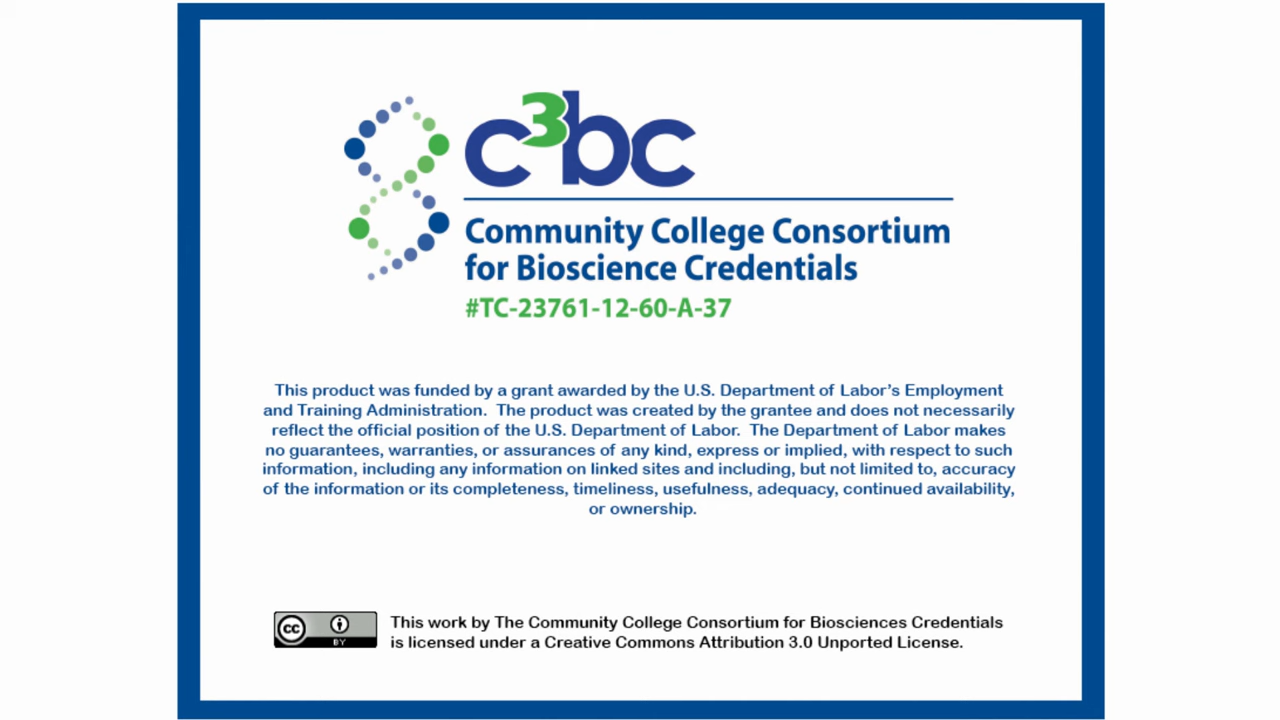 c3bc
Community College Consortium
for Bioscience Credentials
#TC-23761-12-60-A-37
This product was funded by a grant awarded by the U.S. Department of Labor’s Employment
and Training Administration.  The product was created by the grantee and does not necessarily
reflect the official position of the U.S. Department of Labor.  The Department of Labor makes
no guarantees, warranties, or assurances of any kind, express or implied, with respect to such
information, including any information on linked sites and including, but not limited to, accuracy
of the information or its completeness, timeliness, usefulness, adequacy, continued availability,
or ownership.
cc BY
This work by The Community College Consortium for Biosciences Credentials
is licensed under a Creative Commons Attribution 3.0 Unported License.